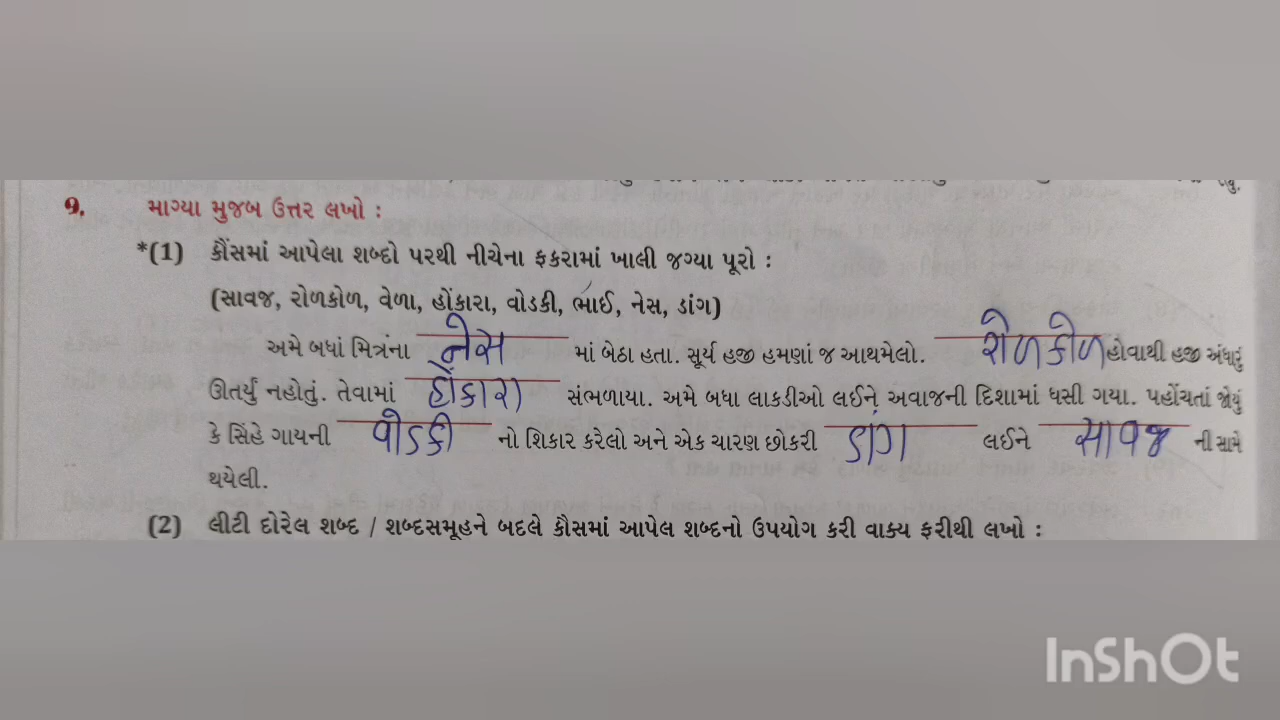 9. માગ્યા મુજબ ઉત્તર લખો :
*(1) કૌંસમાં આપેલા શબ્દો પરથી નીચેના ફકરામાં ખાલી જગ્યા પૂરો :
(સાવજ, રોળકોળ, વેળા, હોંકારા, વોડકી, ભાઈ, નેસ, ડાંગ)
અમે બધાં મિત્રંના નેસ માં બેઠા હતા. સૂર્ય હજી હમણાં જ આથમેલો. રોળકોળ હોવાથી હજી અંધારું
ઊતર્યું નહોતું. તેવામાં હોંકારા સંભળાયા. અમે બધા લાકડીઓ લઈને અવાજની દિશામાં ધસી ગયા. પહોંચતાં જોયું
કે સિંહે ગાયની વોડકી નો શિકાર કરેલો અને એક ચારણ છોકરી ડાંગ લઈને સાવજ ની સામે
થયેલી.
(2) લીટી દોરેલ શબ્દ / શબ્દસમૂહને બદલે કૌસમાં આપેલ શબ્દનો ઉપયોગ કરી વાક્ય ફરીથી લખો :
InShOt